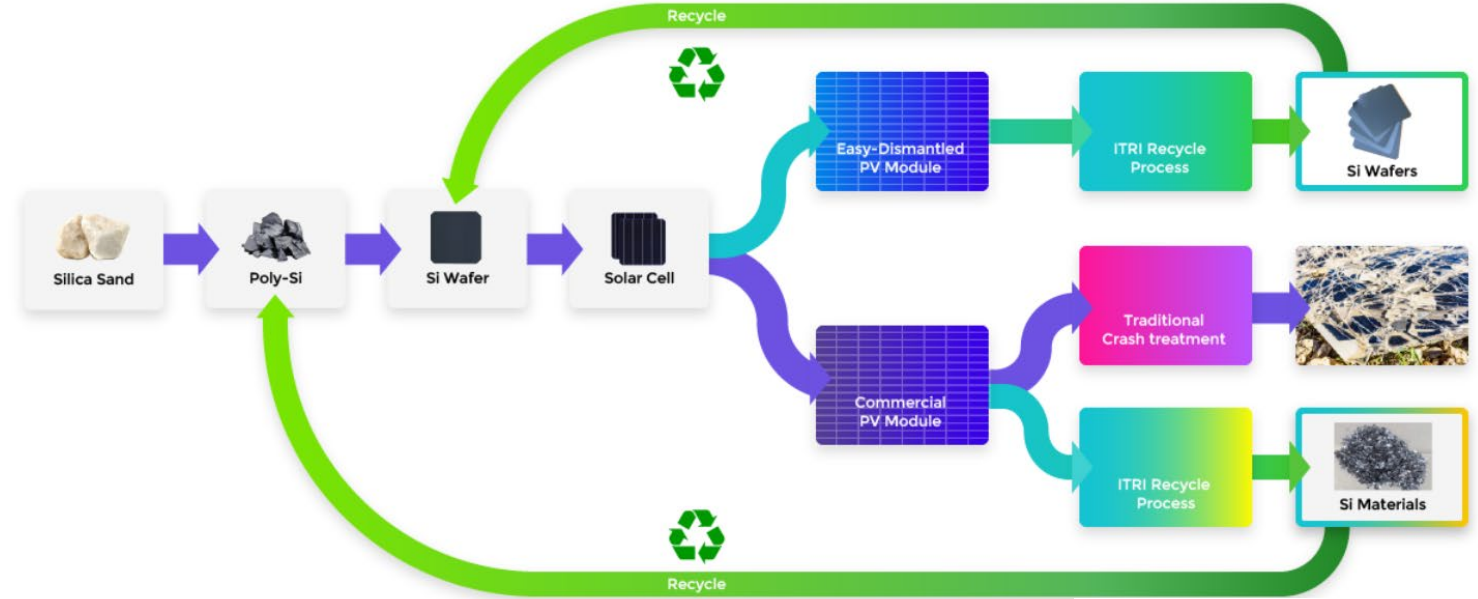 Recycle
Easy-Dismantled
PV Module
ITRI Recycle
Process
Si Wafers
Silica Sand
Poly-Si
Si Wafer
Solar Cell
Traditional
Crash treatment
Commercial
PV Module
ITRI Recycle
Process
Si Materials
Recycle